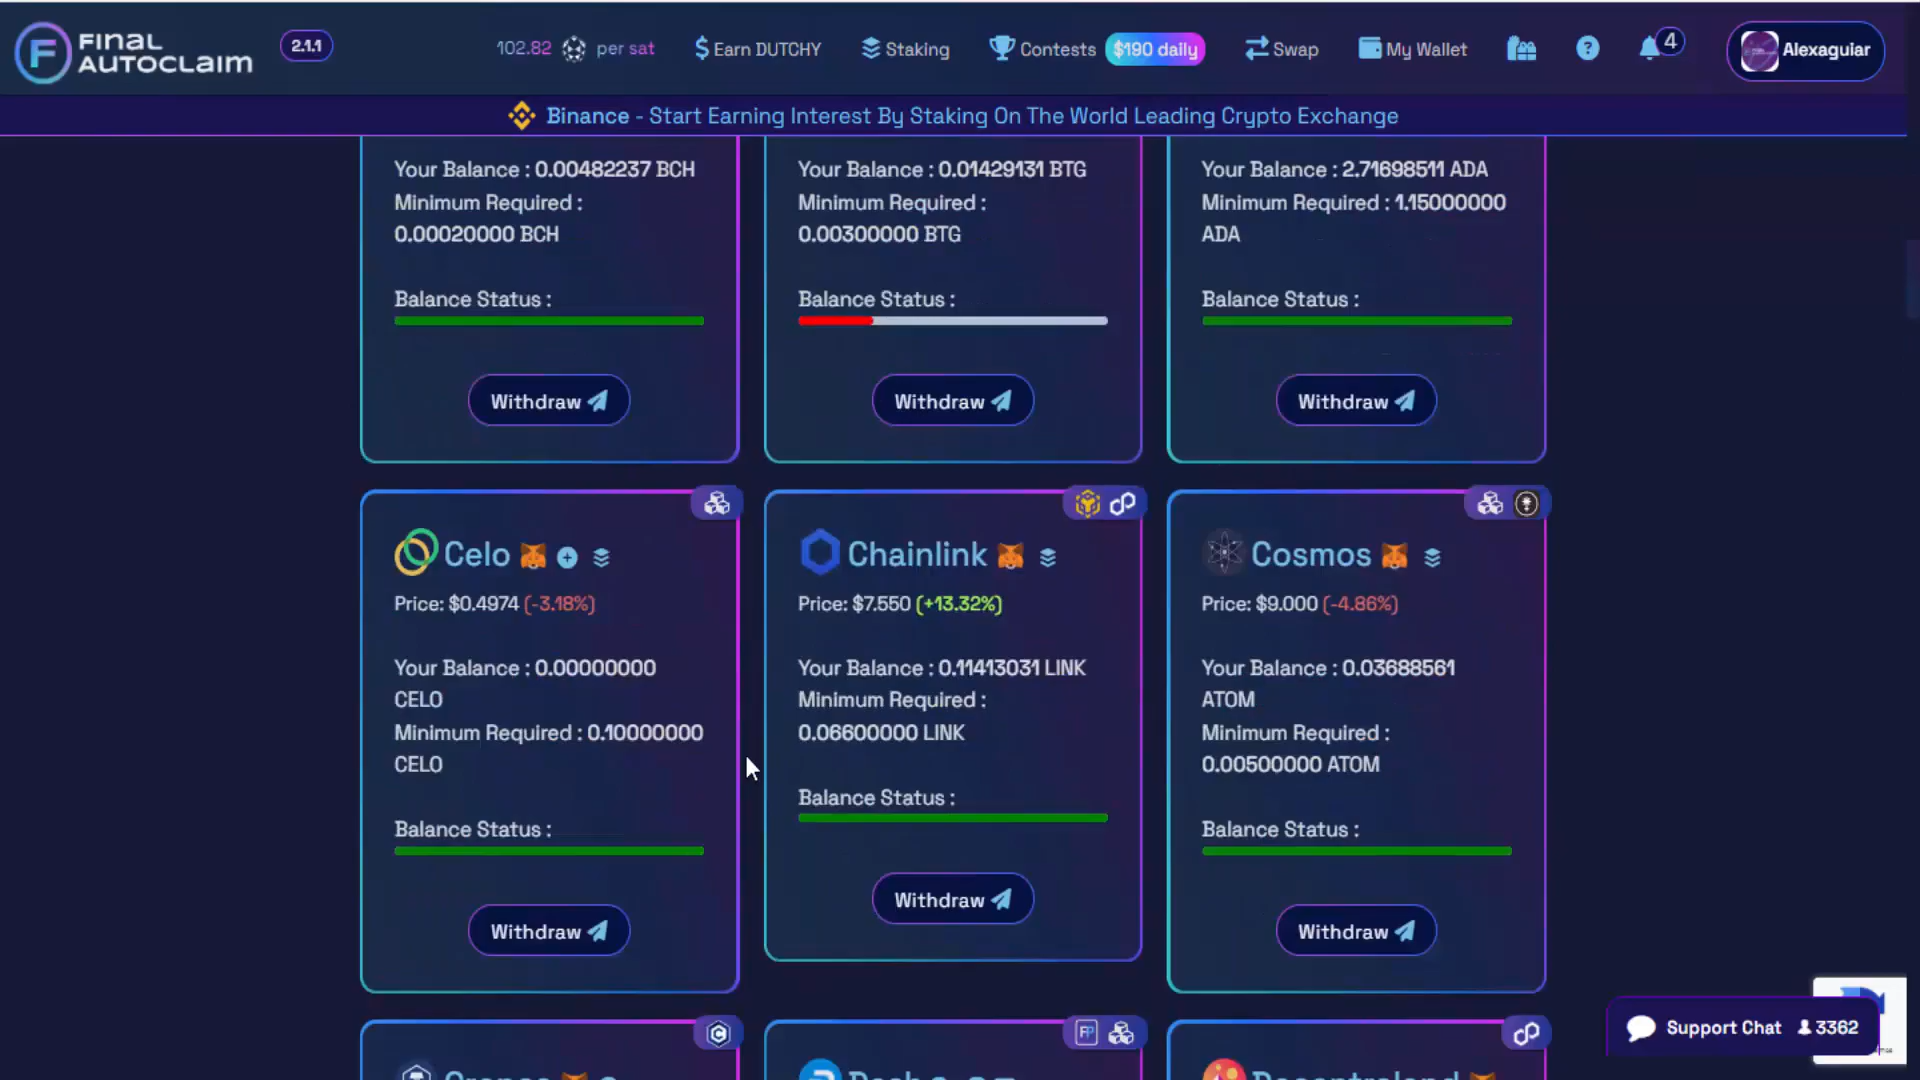 FINAL AUTOCLAIM 2.1.1 102.82 per sat Earn DUTCHY Staking Contests $190 daily Swap My Wallet 4 Alexaguiar
Binance - Start Earning Interest By Staking On The World Leading Crypto Exchange
Your Balance : 0.00482237 BCH
Minimum Required :
0.00020000 BCH
Balance Status :
Withdraw
Your Balance : 0.01429131 BTG
Minimum Required :
0.00300000 BTG
Balance Status :
Withdraw
Your Balance : 2.71698511 ADA
Minimum Required : 1.15000000
ADA
Balance Status :
Withdraw
Celo
Price: $0.4974 (-3.18%)
Your Balance : 0.00000000
CELO
Minimum Required : 0.10000000
CELO
Balance Status :
Withdraw
Chainlink
Price: $7.550 (+13.32%)
Your Balance : 0.11413031 LINK
Minimum Required :
0.06600000 LINK
Balance Status :
Withdraw
Cosmos
Price: $9.000 (-4.86%)
Your Balance : 0.03688561
ATOM
Minimum Required :
0.00500000 ATOM
Balance Status :
Withdraw
FP
Support Chat 3362